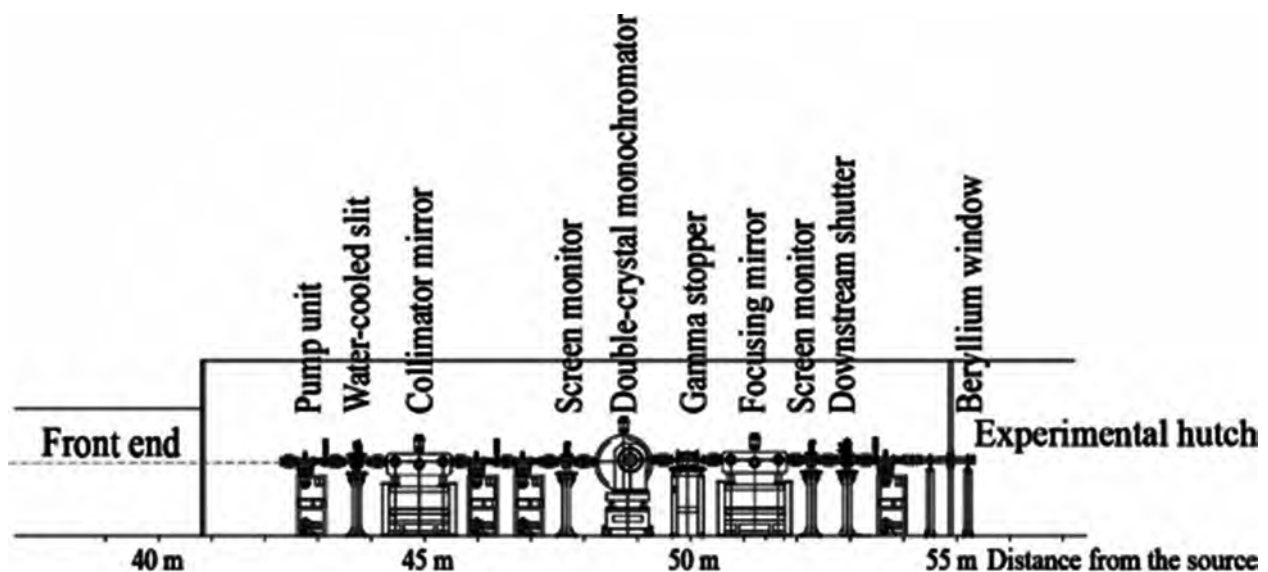 Pump unit
Water-cooled slit
Collimator mirror
Screen monitor
Double-crystal monochromator
Gamma stopper
Focusing mirror
Screen monitor
Downstream shutter
Beryllium window
Front end
Experimental hutch
40 m 45 m 50 m 55 m Distance from the source